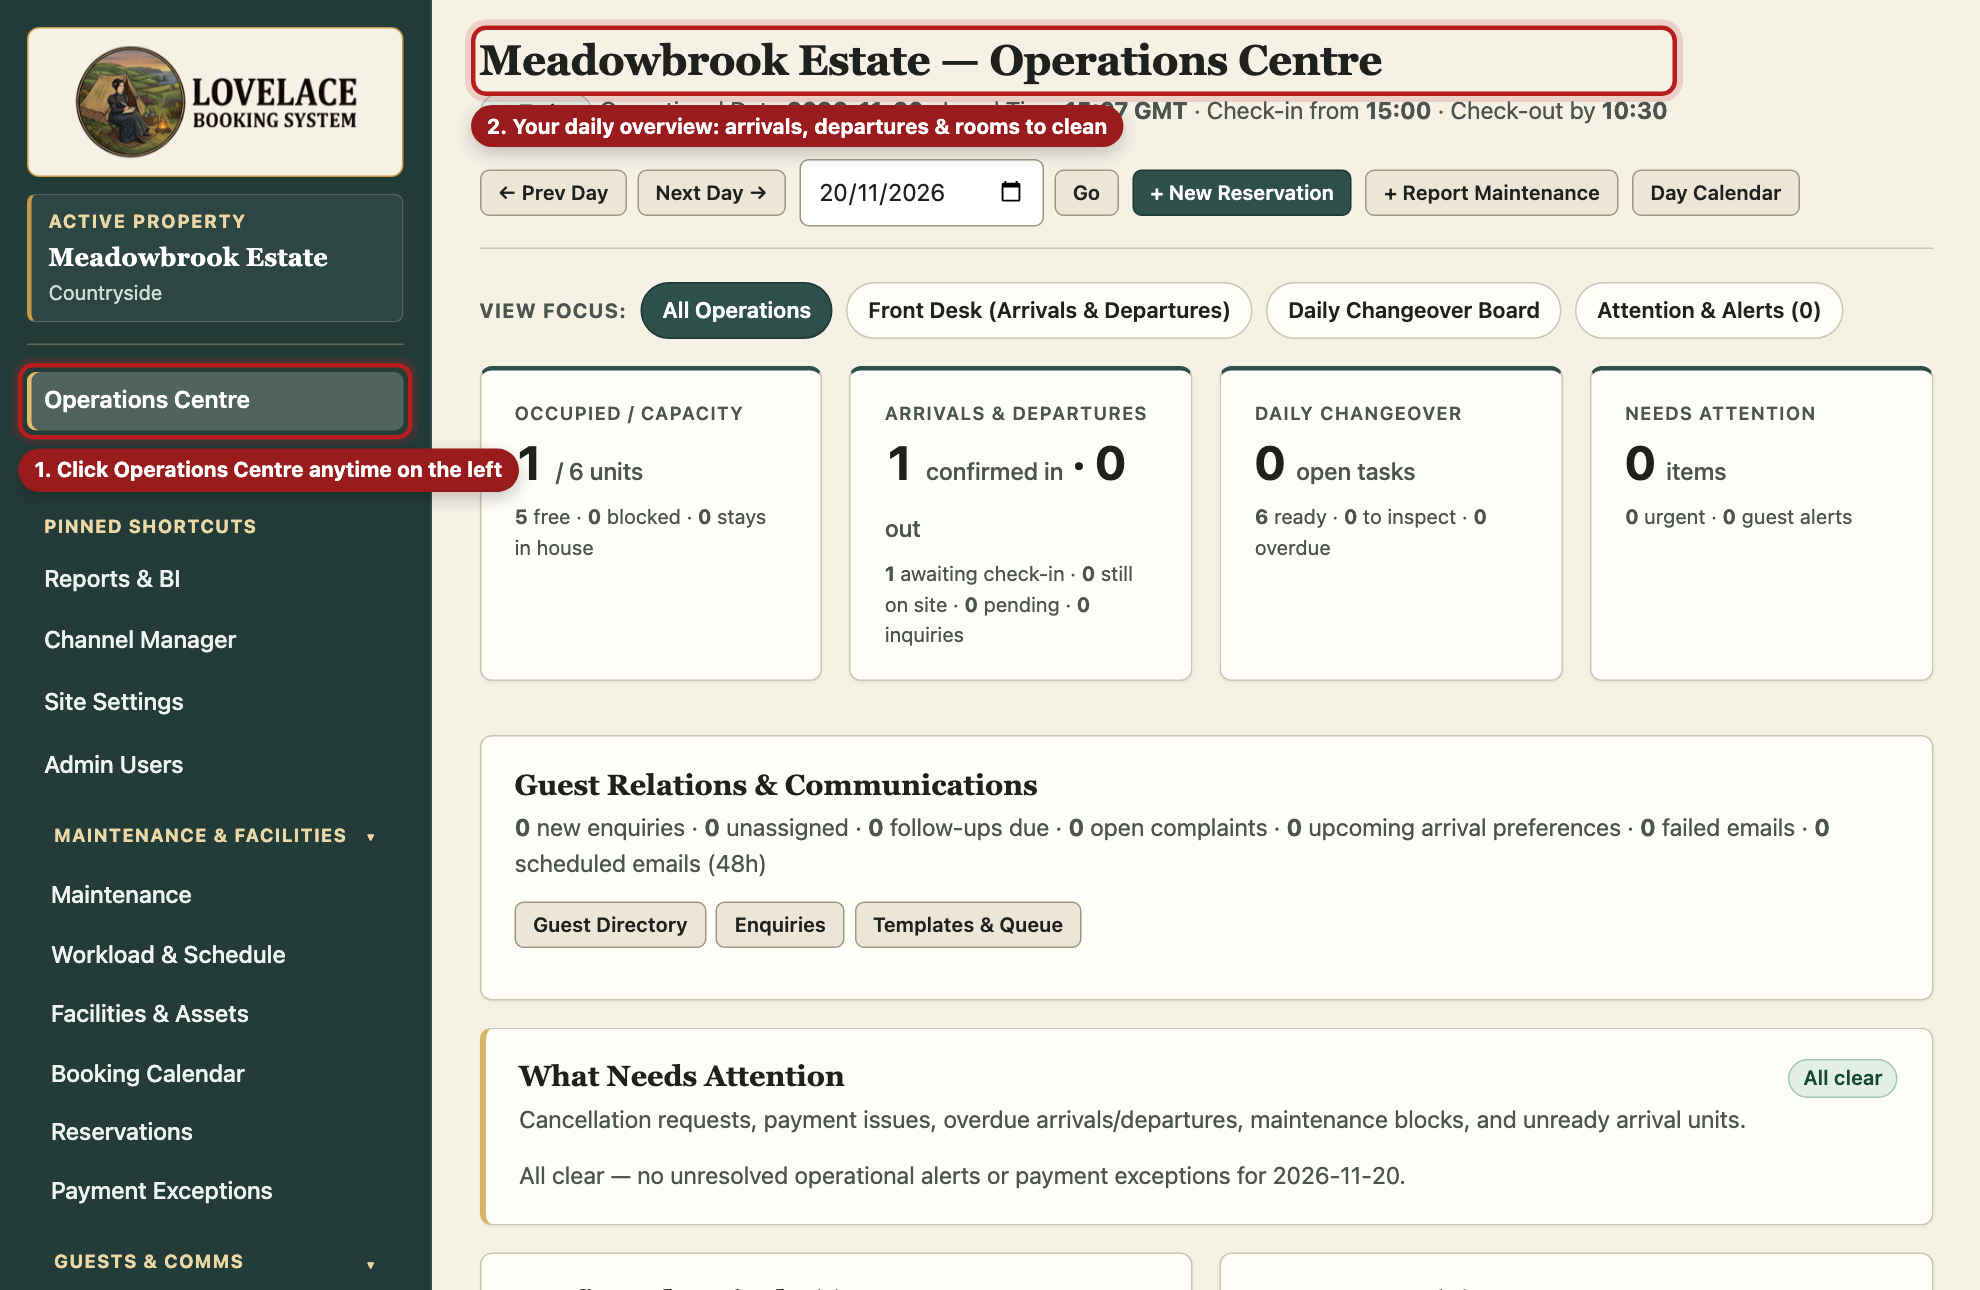 LOVELACE
BOOKING SYSTEM
ACTIVE PROPERTY
Meadowbrook Estate
Countryside
Operations Centre
1. Click Operations Centre anytime on the left
PINNED SHORTCUTS
Reports & BI
Channel Manager
Site Settings
Admin Users
MAINTENANCE & FACILITIES ▾
Maintenance
Workload & Schedule
Facilities & Assets
Booking Calendar
Reservations
Payment Exceptions
GUESTS & COMMS ▾
Meadowbrook Estate — Operations Centre
GMT · Check-in from 15:00 · Check-out by 10:30
2. Your daily overview: arrivals, departures & rooms to clean
← Prev Day
Next Day →
20/11/2026
Go
+ New Reservation
+ Report Maintenance
Day Calendar
VIEW FOCUS:
All Operations
Front Desk (Arrivals & Departures)
Daily Changeover Board
Attention & Alerts (0)
OCCUPIED / CAPACITY
1 / 6 units
5 free · 0 blocked · 0 stays
in house
ARRIVALS & DEPARTURES
1 confirmed in · 0
out
1 awaiting check-in · 0 still
on site · 0 pending · 0
inquiries
DAILY CHANGEOVER
0 open tasks
6 ready · 0 to inspect · 0
overdue
NEEDS ATTENTION
0 items
0 urgent · 0 guest alerts
Guest Relations & Communications
0 new enquiries · 0 unassigned · 0 follow-ups due · 0 open complaints · 0 upcoming arrival preferences · 0 failed emails · 0
scheduled emails (48h)
Guest Directory
Enquiries
Templates & Queue
What Needs Attention
All clear
Cancellation requests, payment issues, overdue arrivals/departures, maintenance blocks, and unready arrival units.
All clear — no unresolved operational alerts or payment exceptions for 2026-11-20.